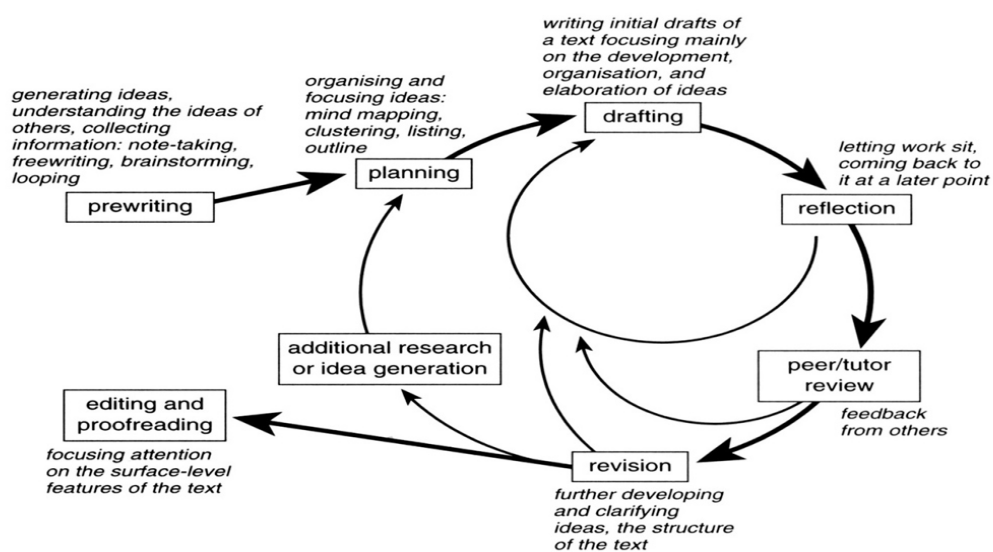 generating ideas,
understanding the ideas of
others, collecting
information: note-taking,
freewriting, brainstorming,
looping
prewriting
organising and
focusing ideas:
mind mapping,
clustering, listing,
outline
planning
writing initial drafts of
a text focusing mainly
on the development,
organisation, and
elaboration of ideas
drafting
letting work sit,
coming back to
it at a later point
reflection
peer/tutor
review
feedback
from others
revision
further developing
and clarifying
ideas, the structure
of the text
additional research
or idea generation
editing and
proofreading
focusing attention
on the surface-level
features of the text